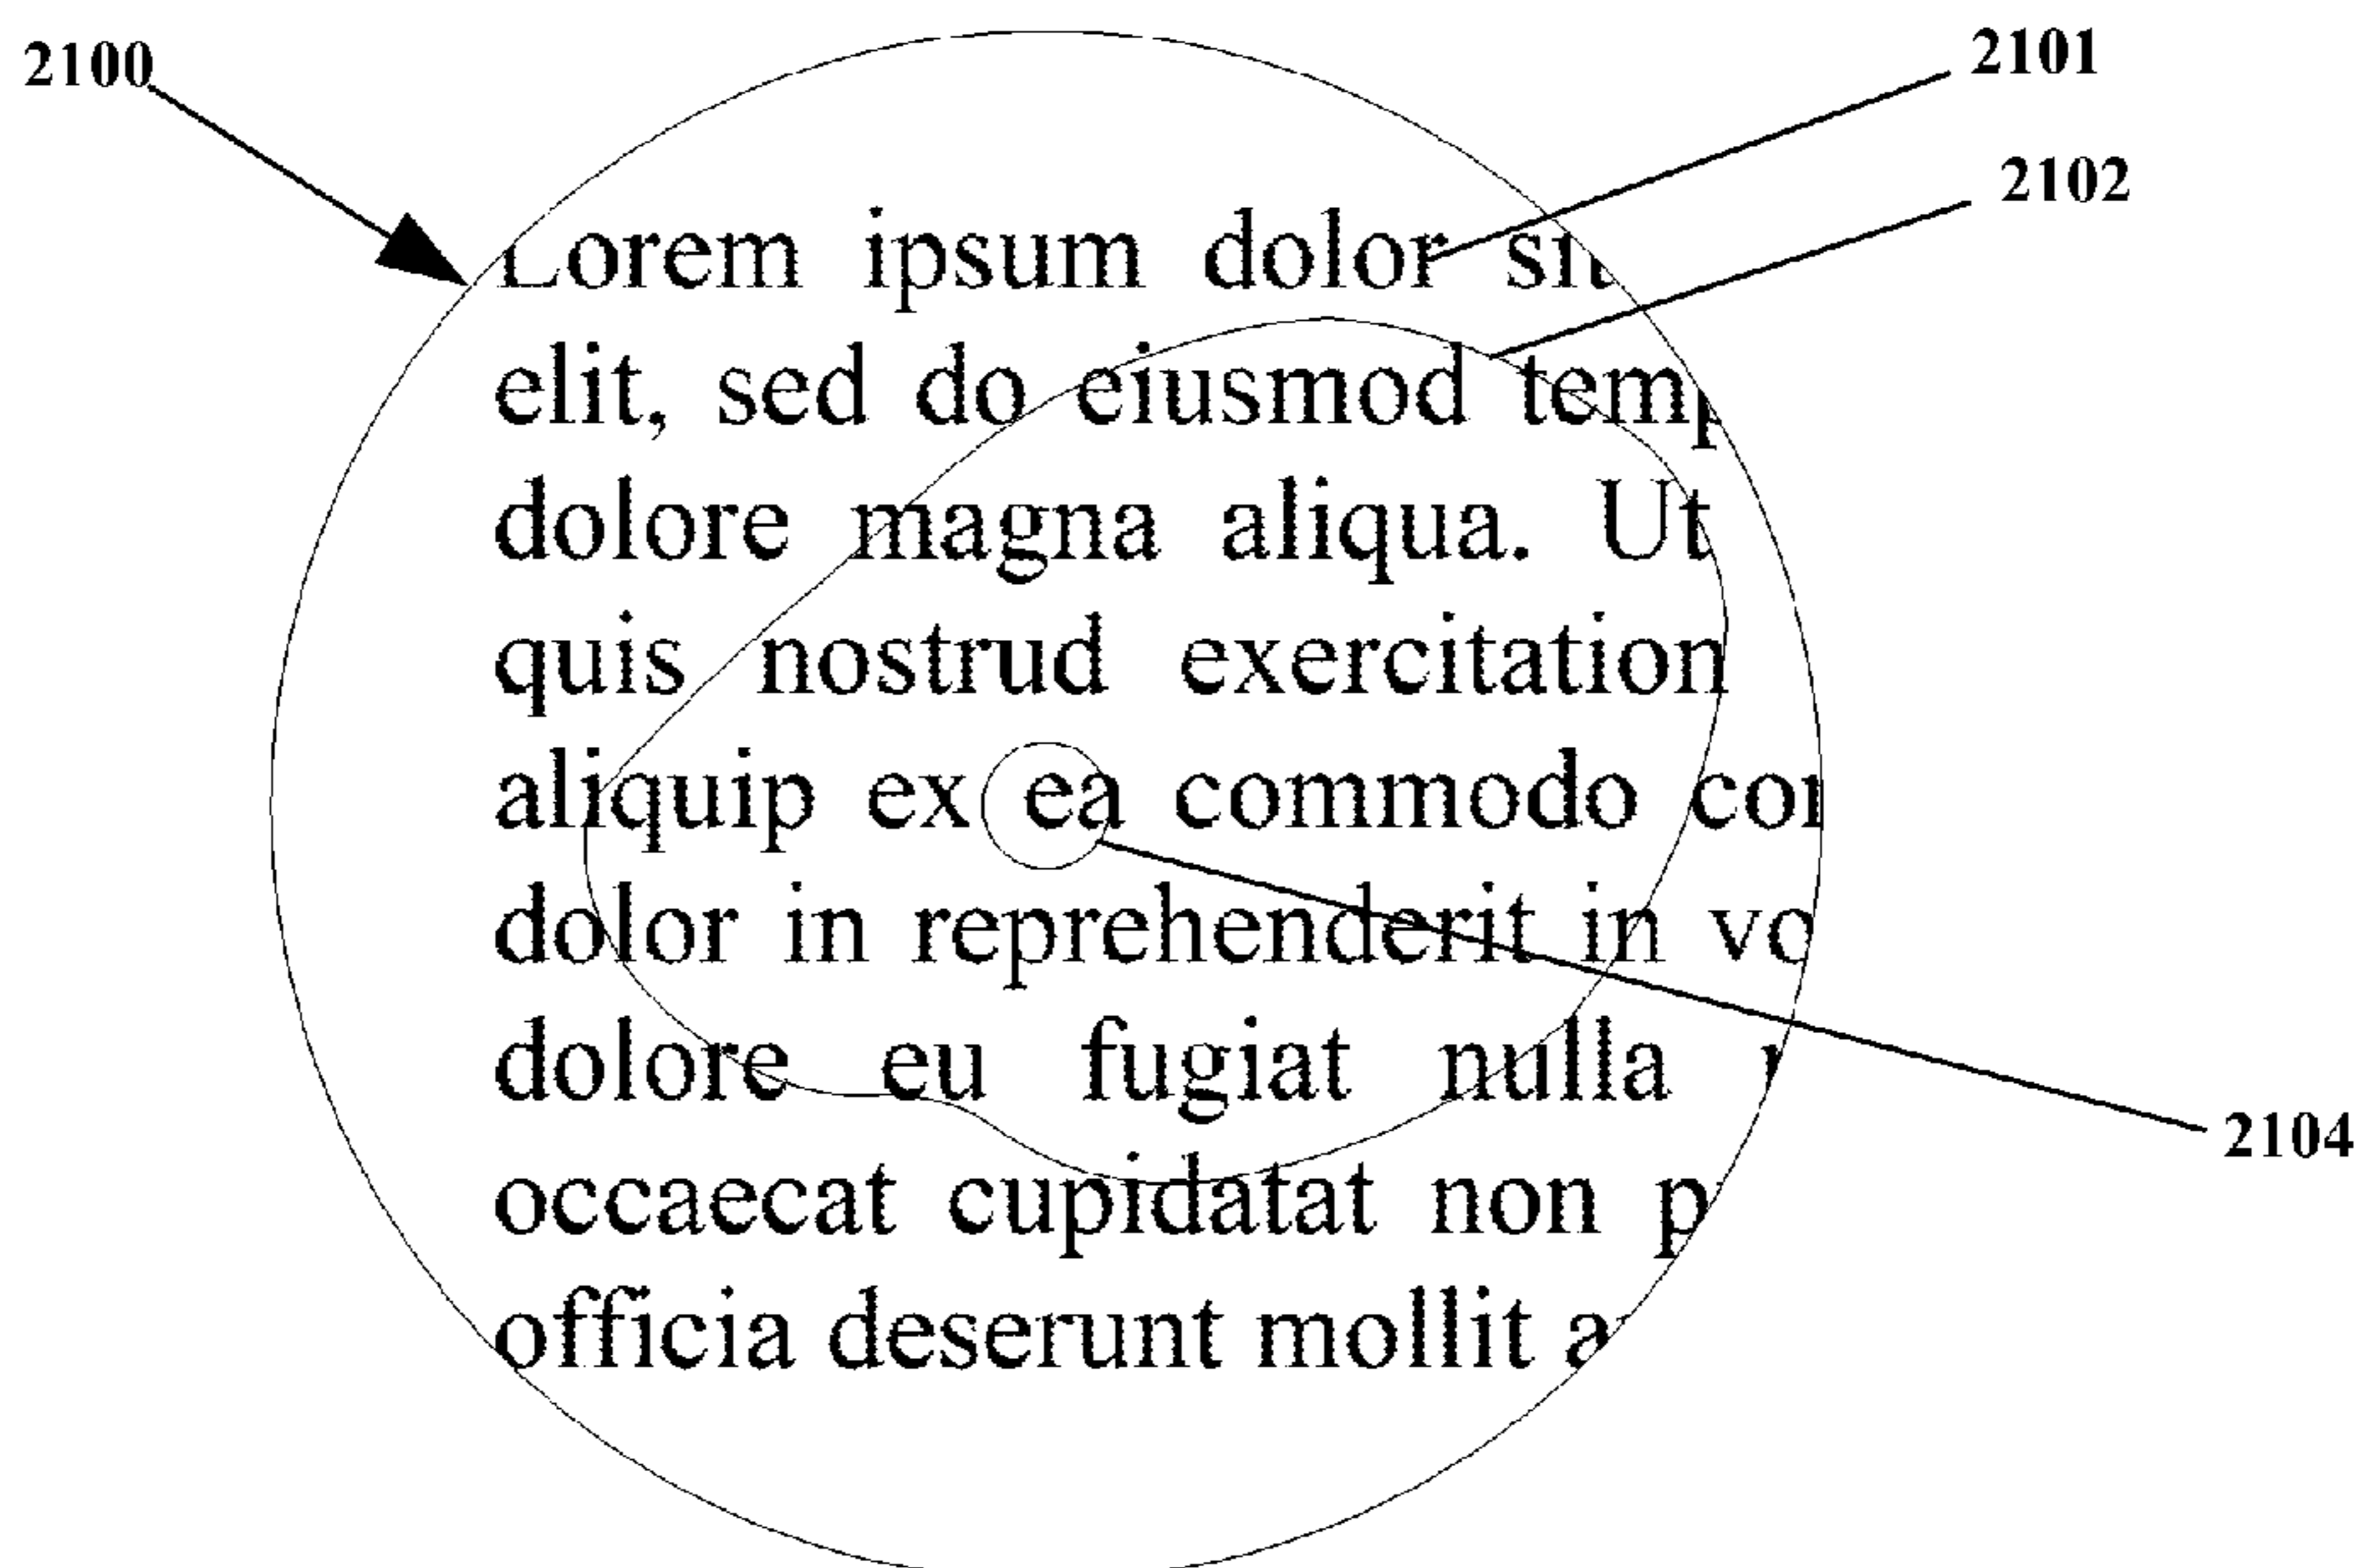 2100
2101
2102
Lorem ipsum dolor
elit, sed do eiusmod
dolore magna aliqua. Ut
quis nostrud exercitation
aliquip ex ea commodo
dolor in reprehenderit in
dolore eu fugiat nulla
2104
occaecat cupidatat non
officia deserunt mollit